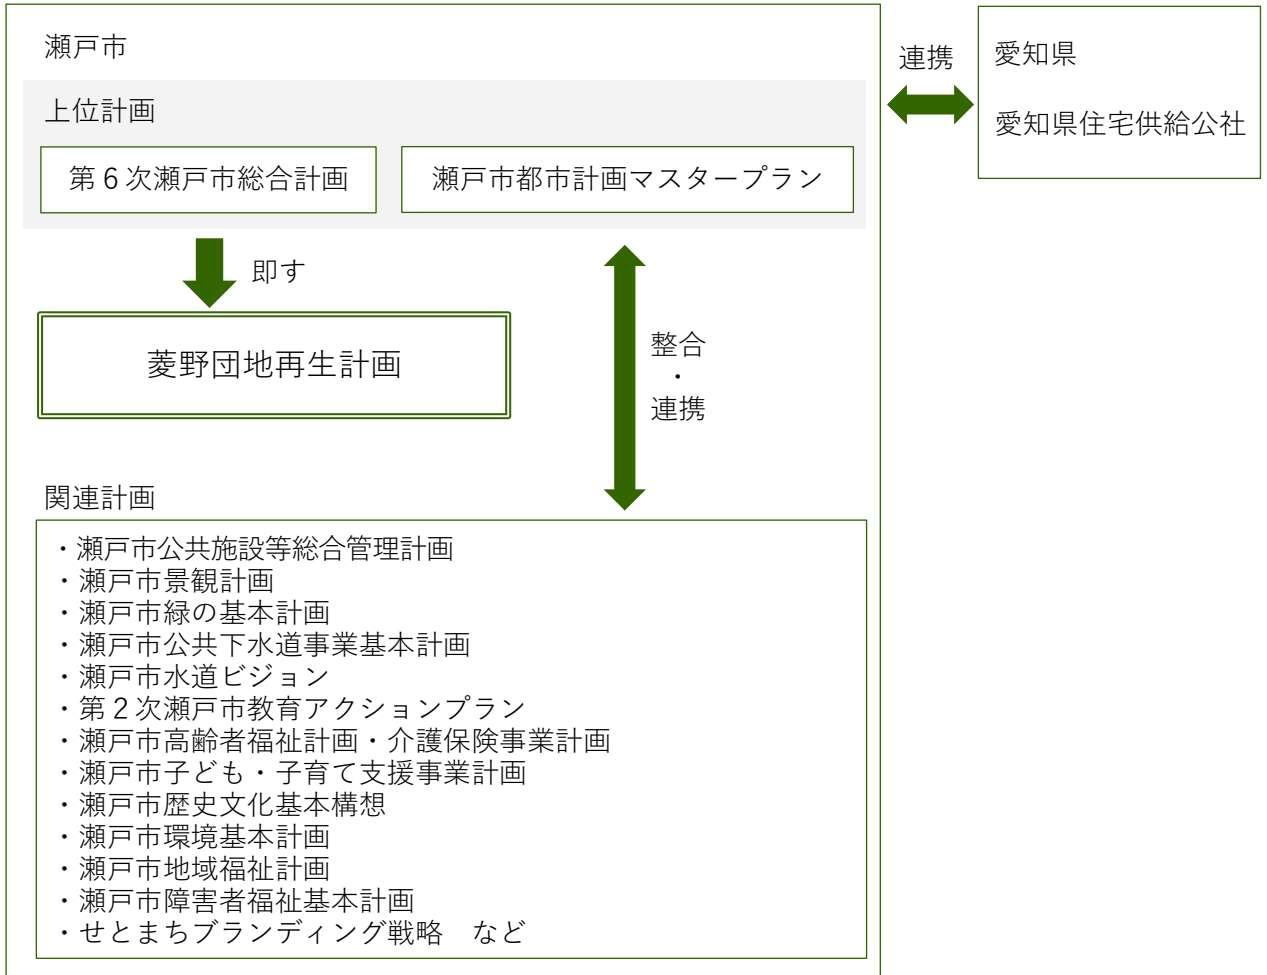 瀬戸市
上位計画
第６次瀬戸市総合計画
瀬戸市都市計画マスタープラン
連携
愛知県
愛知県住宅供給公社
即す
菱野団地再生計画
整合
・
連携
関連計画
・瀬戸市公共施設等総合管理計画
・瀬戸市景観計画
・瀬戸市緑の基本計画
・瀬戸市公共下水道事業基本計画
・瀬戸市水道ビジョン
・第２次瀬戸市教育アクションプラン
・瀬戸市高齢者福祉計画・介護保険事業計画
・瀬戸市子ども・子育て支援事業計画
・瀬戸市歴史文化基本構想
・瀬戸市環境基本計画
・瀬戸市地域福祉計画
・瀬戸市障害者福祉基本計画
・せとまちブランディング戦略　など